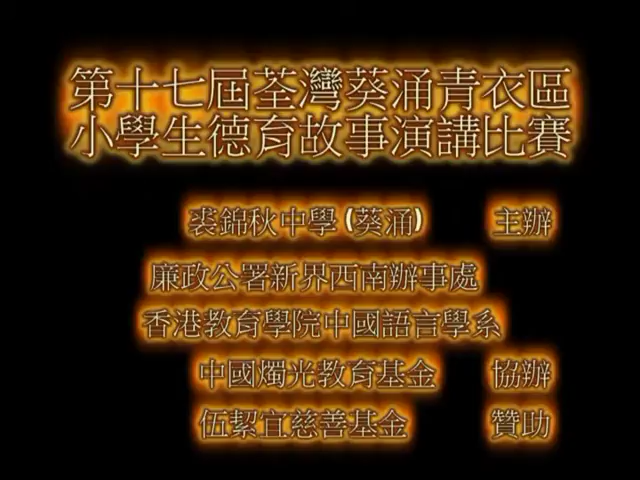 第十七屆荃灣葵涌青衣區
小學生德育故事演講比賽
裘錦秋中學 (葵涌) 主辦
廉政公署新界西南辦事處
香港教育學院中國語言學系
中國燭光教育基金 協辦
伍絜宜慈善基金 贊助